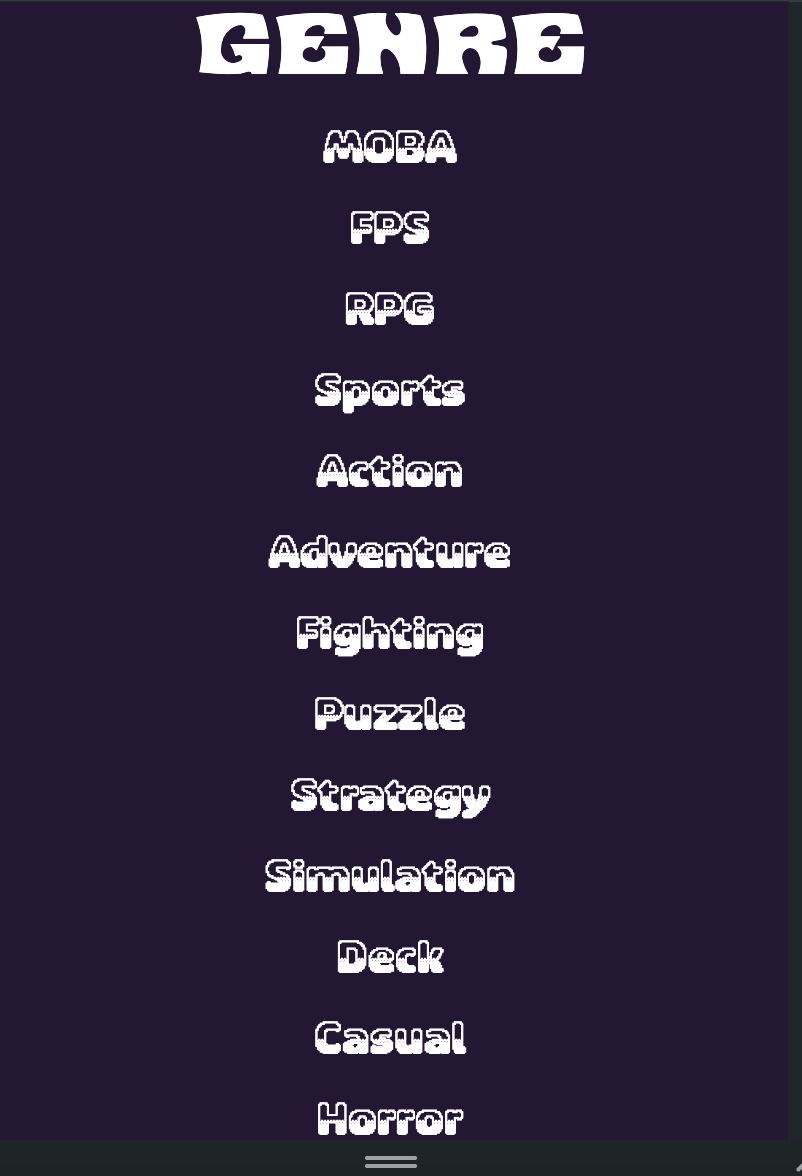 GENRE
MOBA
FPS
RPG
Sports
Action
Adventure
Fighting
Puzzle
Strategy
Simulation
Deck
Casual
Horror